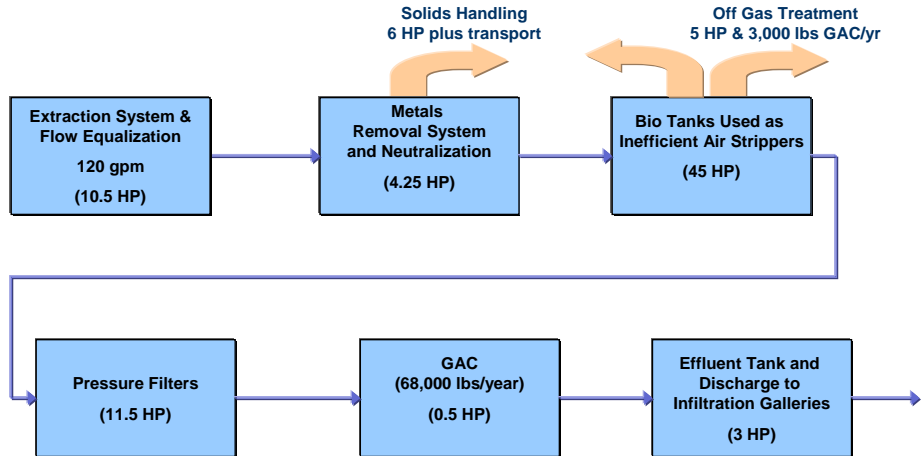 Solids Handling
6 HP plus transport
Off Gas Treatment
5 HP & 3,000 lbs GAC/yr
Extraction System &
Flow Equalization
120 gpm
(10.5 HP)
Metals
Removal System
and Neutralization
(4.25 HP)
Bio Tanks Used as
Inefficient Air Strippers
(45 HP)
Pressure Filters
(11.5 HP)
GAC
(68,000 lbs/year)
(0.5 HP)
Effluent Tank and
Discharge to
Infiltration Galleries
(3 HP)